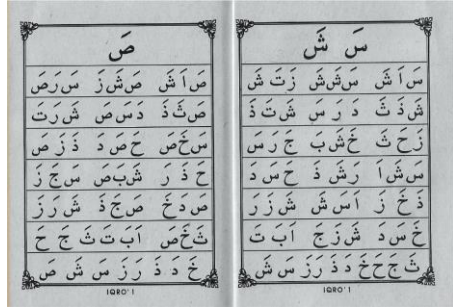 سَ شَ
سَ اَ شَ سَ شَ شَ زَ تَ شَ
شَ ذَ ثَ دَ رَ سَ شَ تَ ذَ
زَ حَ ثَ خَ شَ بَ جَ رَ سَ
سَ شَ اَ رَ شَ ذَ حَ سَ دَ
ذَ خَ زَ اَ سَ شَ شَ زَ رَ
خَ سَ دَ شَ زَ جَ اَ بَ تَ
ثَ جَ حَ خَ دَ ذَ رَ زَ سَ شَ
IQRO' 1
صَ
صَ اَ شَ صَ شَ زَ سَ رَ صَ
صَ ثَ ذَ دَ سَ صَ شَ رَ تَ
سَ خَ صَ حَ صَ دَ ذَ زَ صَ
حَ ذَ رَ شَ بَ صَ سَ جَ زَ
صَ دَ خَ صَ جَ ذَ شَ رَ زَ
ثَ خَ صَ اَ بَ تَ ثَ جَ حَ
خَ دَ ذَ رَ زَ سَ شَ صَ
IQRO' 1